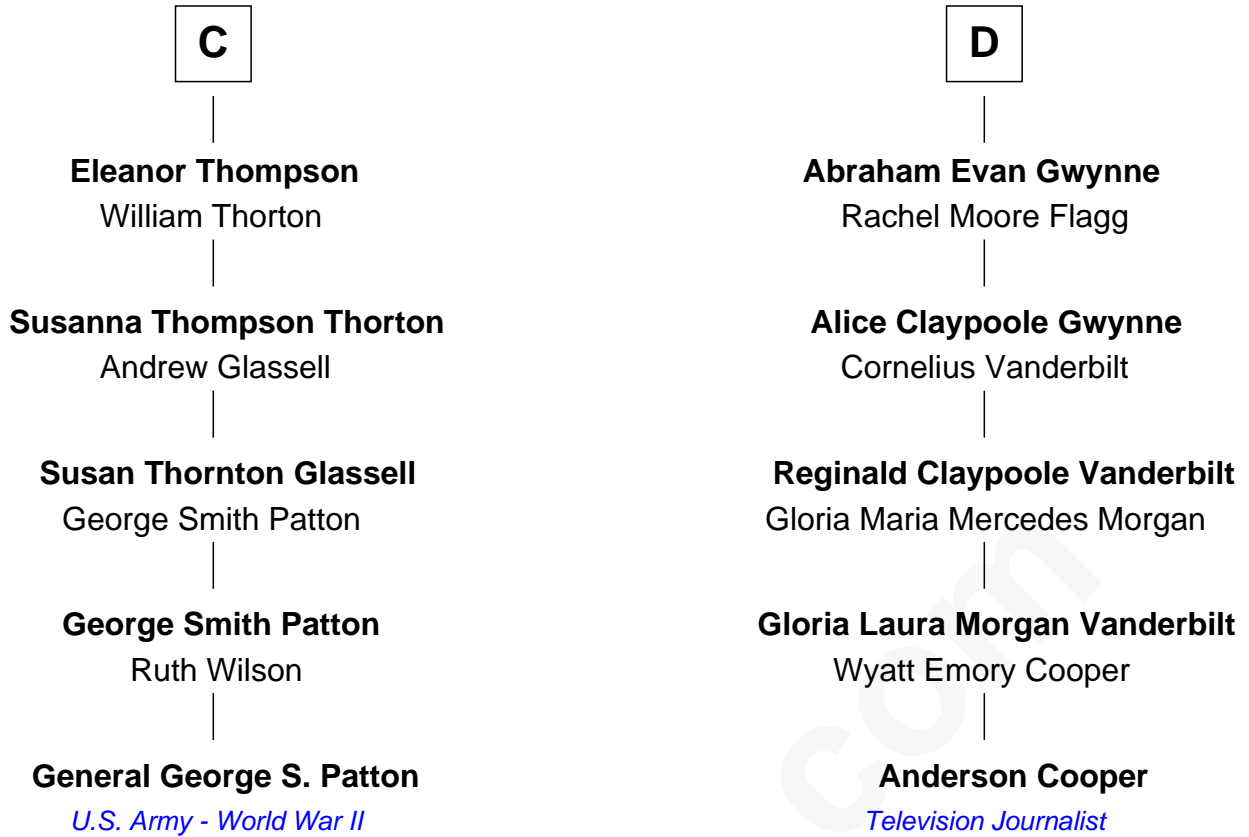 C
Eleanor Thompson
William Thorton
Susanna Thompson Thorton
Andrew Glassell
Susan Thornton Glassell
George Smith Patton
George Smith Patton
Ruth Wilson
General George S. Patton
U.S. Army - World War II
D
Abraham Evan Gwynne
Rachel Moore Flagg
Alice Claypoole Gwynne
Cornelius Vanderbilt
Reginald Claypoole Vanderbilt
Gloria Maria Mercedes Morgan
Gloria Laura Morgan Vanderbilt
Wyatt Emory Cooper
Anderson Cooper
Television Journalist
com